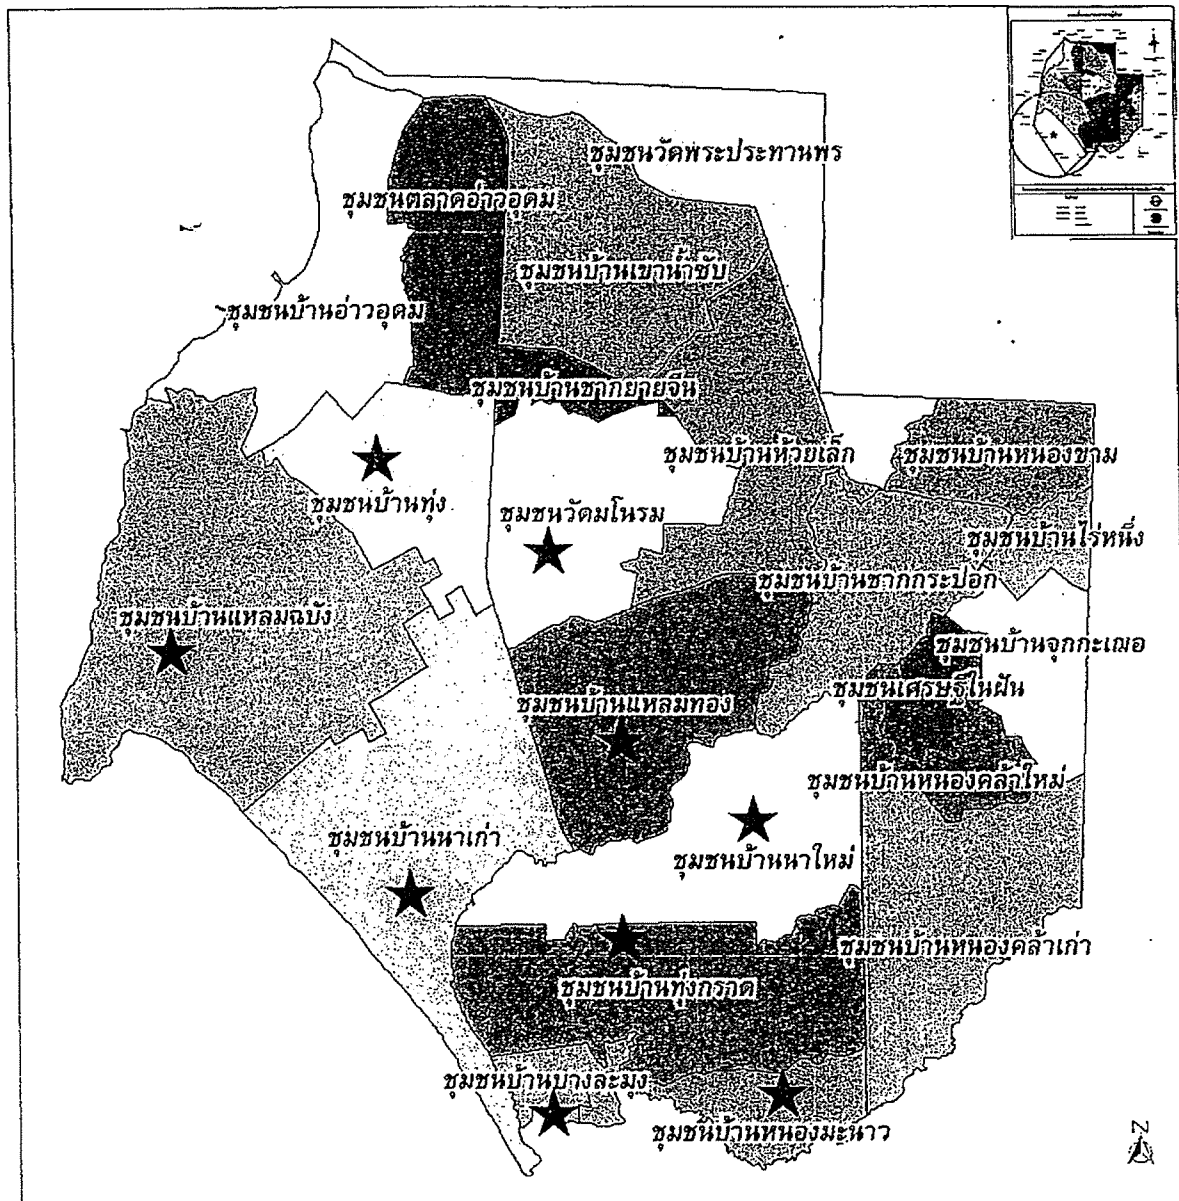 ชุมชนวัดพระประทานพร
ชุมชนตลาดอ่าวอุดม
ชุมชนบ้านเขาน้ำซับ
ชุมชนบ้านอ่าวอุดม
ชุมชนบ้านชากยายจีน
ชุมชนบ้านห้วยเล็ก
ชุมชนบ้านหนองขาม
ชุมชนบ้านทุ่ง
ชุมชนวัดมโนรม
ชุมชนบ้านไร่หนึ่ง
ชุมชนบ้านชากกระปอก
ชุมชนบ้านแหลมฉบัง
ชุมชนบ้านจุกกะเฌอ
ชุมชนเศรษฐีในฝัน
ชุมชนบ้านแหลมทอง
ชุมชนบ้านหนองคล้าใหม่
ชุมชนบ้านนาเก่า
ชุมชนบ้านนาใหม่
ชุมชนบ้านหนองคล้าเก่า
ชุมชนบ้านทุ่งกราด
ชุมชนบ้านบางละมุง
ชุมชนบ้านหนองมะนาว
N